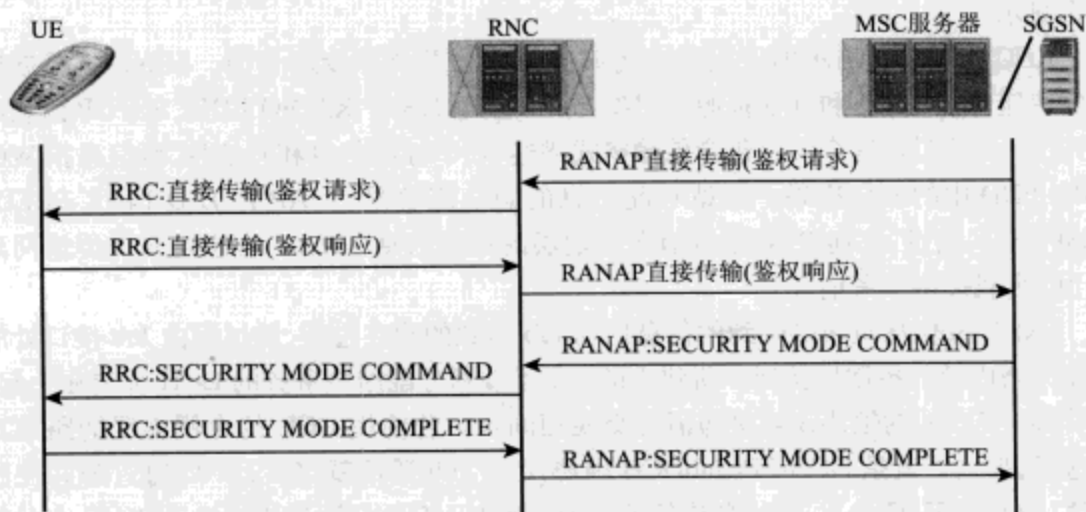 UE
RNC
MSC服务器
SGSN
RANAP直接传输(鉴权请求)
RRC:直接传输(鉴权请求)
RRC:直接传输(鉴权响应)
RANAP直接传输(鉴权响应)
RANAP:SECURITY MODE COMMAND
RRC:SECURITY MODE COMMAND
RRC:SECURITY MODE COMPLETE
RANAP:SECURITY MODE COMPLETE